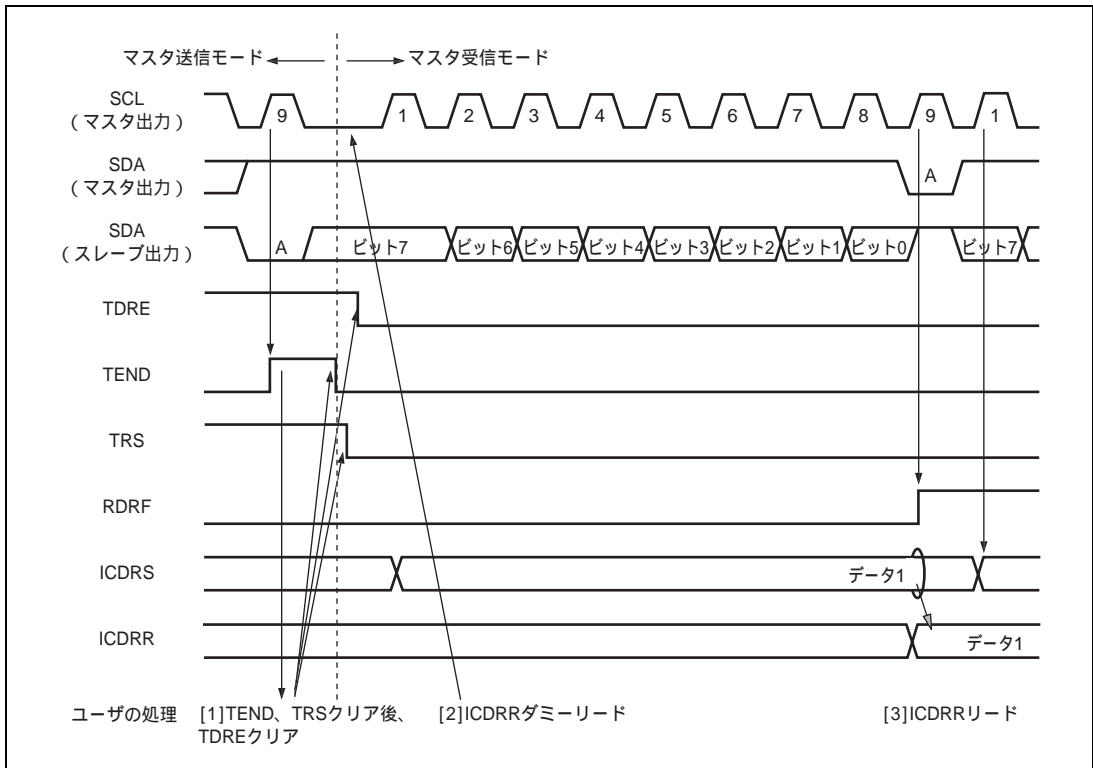 マスタ送信モード マスタ受信モード
SCL
(マスタ出力)
9 1 2 3 4 5 6 7 8 9 1
SDA
(マスタ出力)
A
SDA
(スレーブ出力)
A ビット7 ビット6 ビット5 ビット4 ビット3 ビット2 ビット1 ビット0 ビット7
TDRE
TEND
TRS
RDRF
ICDRS
データ1
ICDRR
データ1
ユーザの処理 [1]TEND、TRSクリア後、 [2]ICDRRダミーリード [3]ICDRRリード
TDREクリア